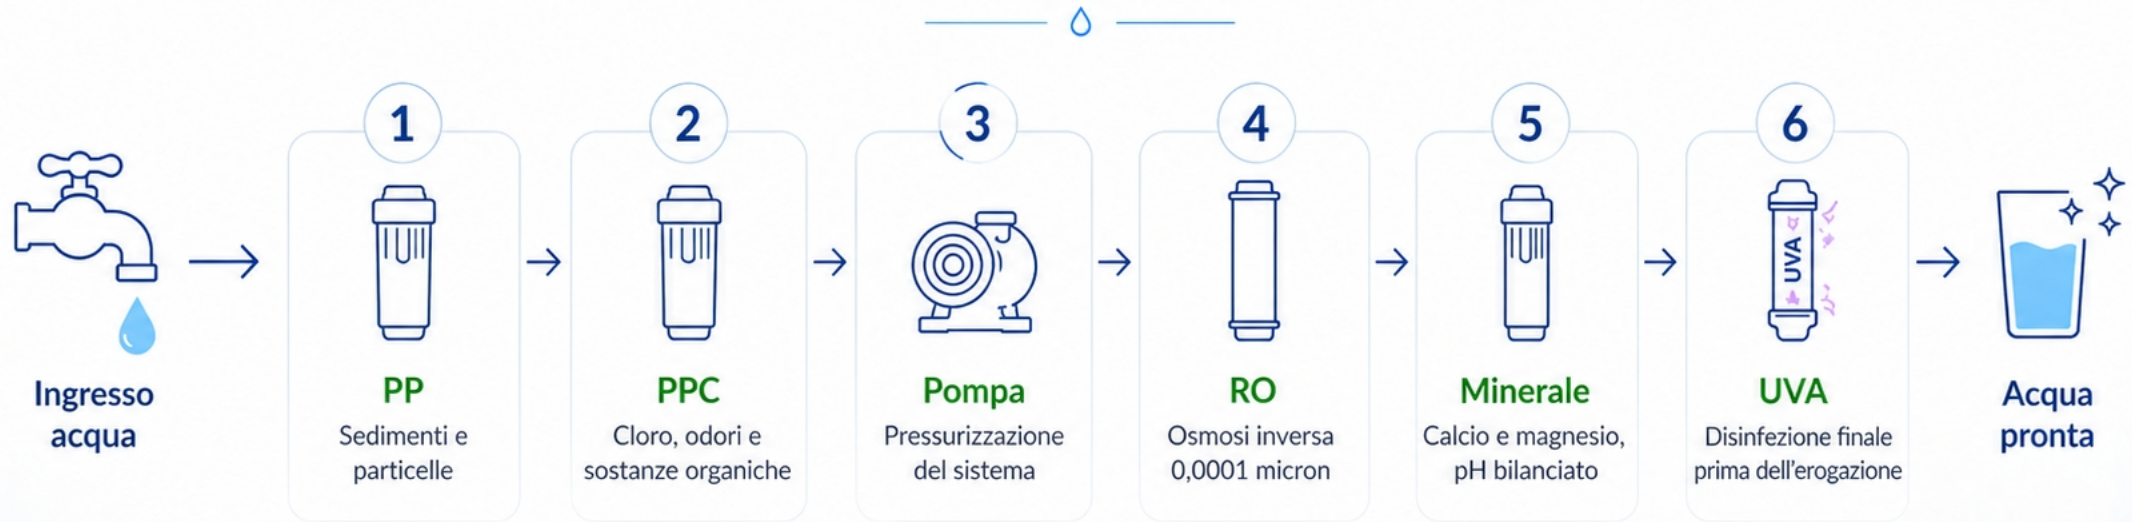 1
2
3
4
5
6
UVA
Ingresso
acqua
PP
Sedimenti e
particelle
PPC
Cloro, odori e
sostanze organiche
Pompa
Pressurizzazione
del sistema
RO
Osmosi inversa
0,0001 micron
Minerale
Calcio e magnesio,
pH bilanciato
UVA
Disinfezione finale
prima dell'erogazione
Acqua
pronta